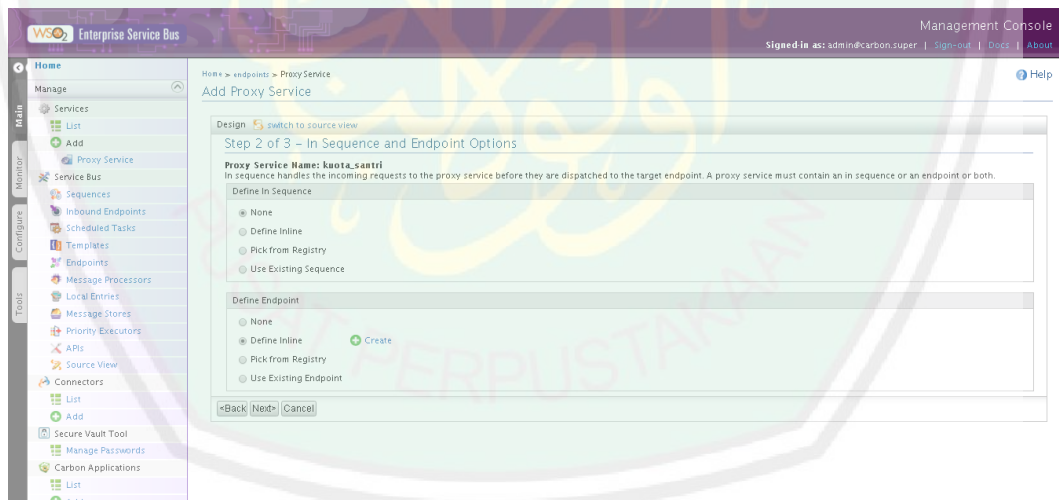 WSO2 Enterprise Service Bus
Management Console
Signed-in as: admin@carbon.super | Sign-out | Docs | About
Home
Manage
Services
List
Add
Proxy Service
Service Bus
Sequences
Inbound Endpoints
Scheduled Tasks
Templates
Endpoints
Message Processors
Local Entries
Message Stores
Priority Executors
APIs
Source View
Connectors
List
Add
Secure Vault Tool
Manage Passwords
Carbon Applications
List
Main
Monitor
Configure
Tools
Home > endpoints > Proxy Service
Help
Add Proxy Service
Design switch to source view
Step 2 of 3 – In Sequence and Endpoint Options
Proxy Service Name: kuota_santri
In sequence handles the incoming requests to the proxy service before they are dispatched to the target endpoint. A proxy service must contain an in sequence or an endpoint or both.
Define In Sequence
None
Define Inline
Pick from Registry
Use Existing Sequence
Define Endpoint
None
Define Inline Create
Pick from Registry
Use Existing Endpoint
<Back Next> Cancel
PUSAT PERPUSTAKAAN